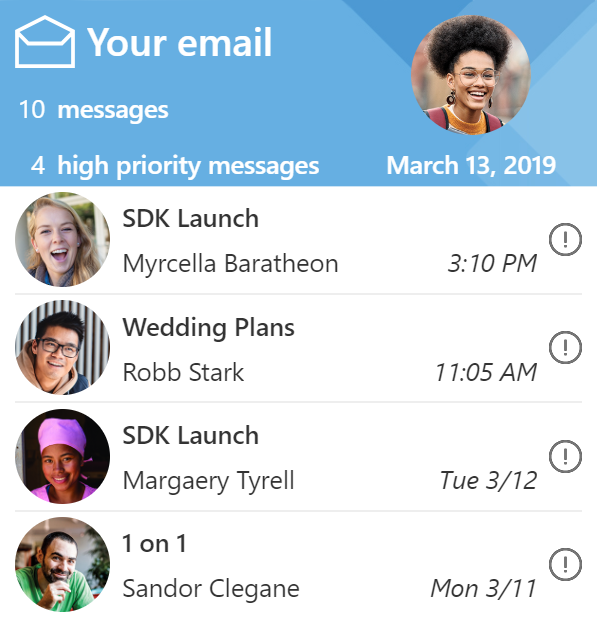 Your email
10 messages
4 high priority messages
March 13, 2019
SDK Launch
Myrcella Baratheon
3:10 PM
Wedding Plans
Robb Stark
11:05 AM
SDK Launch
Margaery Tyrell
Tue 3/12
1 on 1
Sandor Clegane
Mon 3/11